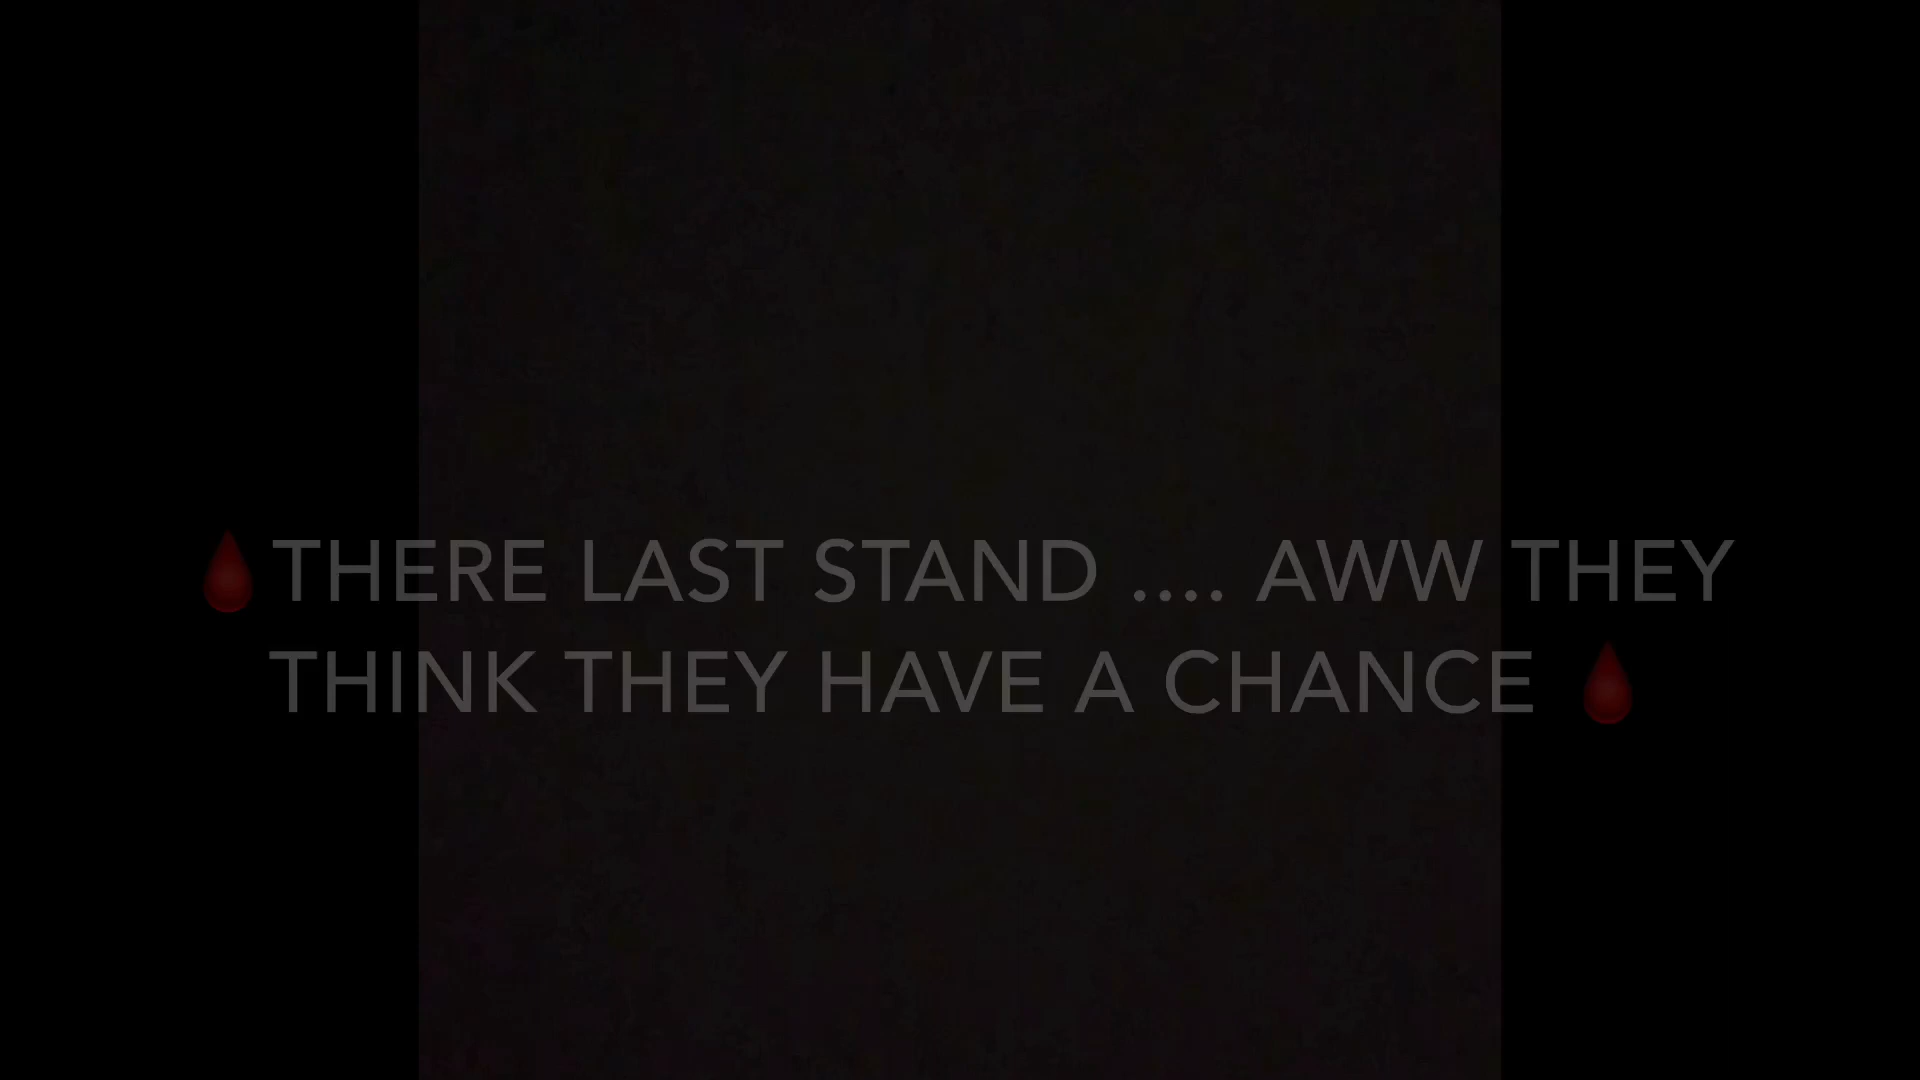 🩸THERE LAST STAND .... AWW THEY
THINK THEY HAVE A CHANCE 🩸